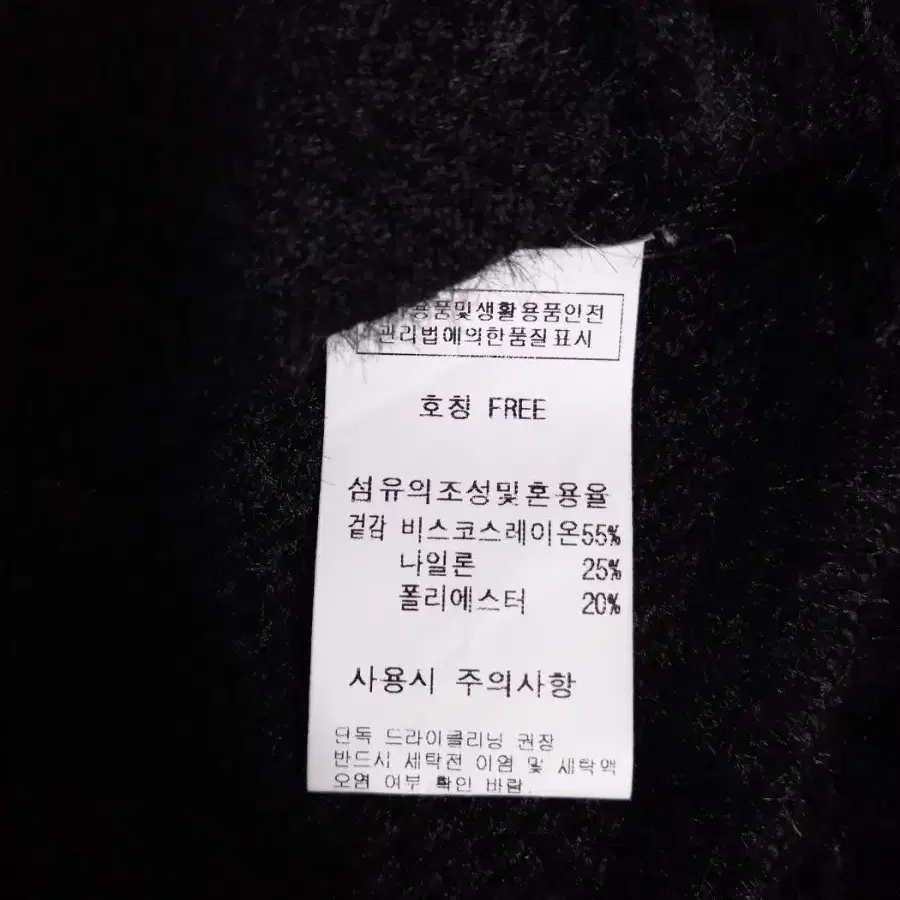 용품및생활용품안전
관리법에의한품질표시
호칭 FREE
섬유의조성및혼용율
겉감 비스코스레이온55%
나일론 25%
폴리에스터 20%
사용시 주의사항
단독 드라이클리닝 권장
반드시 세탁전 이염 및 세탁액
오염 여부 확인 바람.